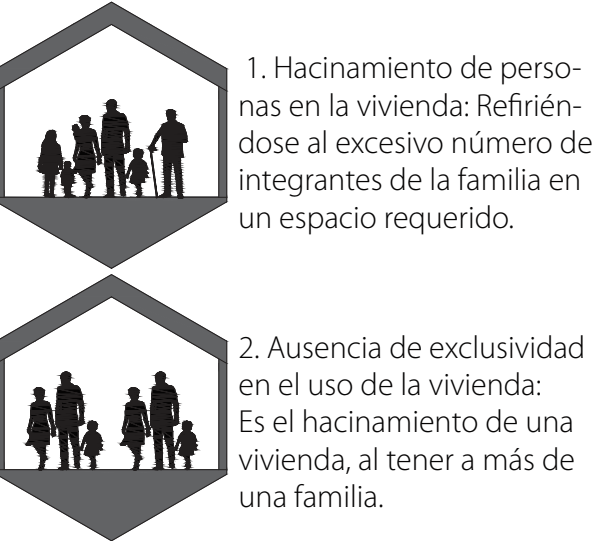 1. Hacinamiento de perso-
nas en la vivienda: Refirién-
dose al excesivo número de
integrantes de la familia en
un espacio requerido.
2. Ausencia de exclusividad
en el uso de la vivienda:
Es el hacinamiento de una
vivienda, al tener a más de
una familia.